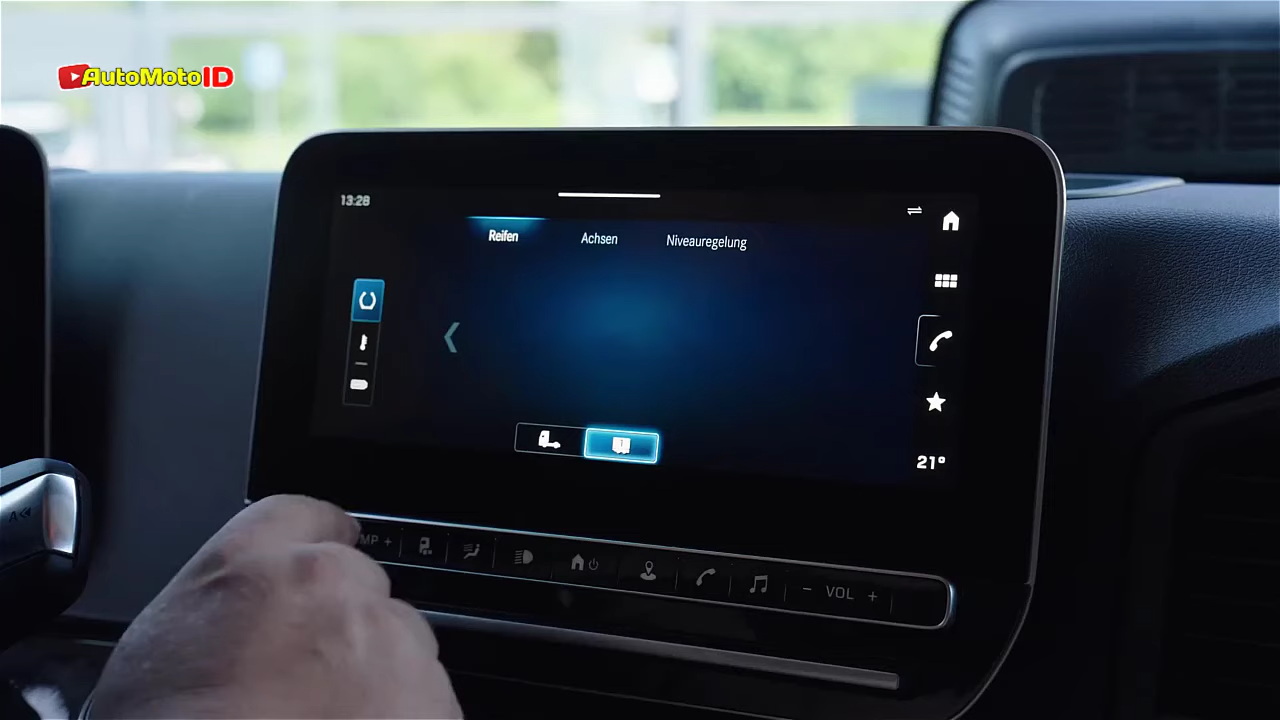 AutoMotoID
13:28
Reifen
Achsen
Niveauregelung
21°
MP +
- VOL +